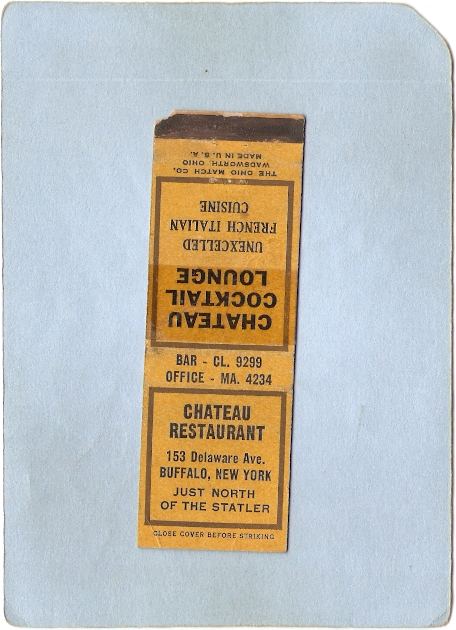 THE OHIO MATCH CO.
WADSWORTH, OHIO
MADE IN U. S. A.
CHATEAU
COCKTAIL
LOUNGE
UNEXCELLED
FRENCH ITALIAN
CUISINE
BAR - CL. 9299
OFFICE - MA. 4234
CHATEAU
RESTAURANT
153 Delaware Ave.
BUFFALO, NEW YORK
JUST NORTH
OF THE STATLER
CLOSE COVER BEFORE STRIKING